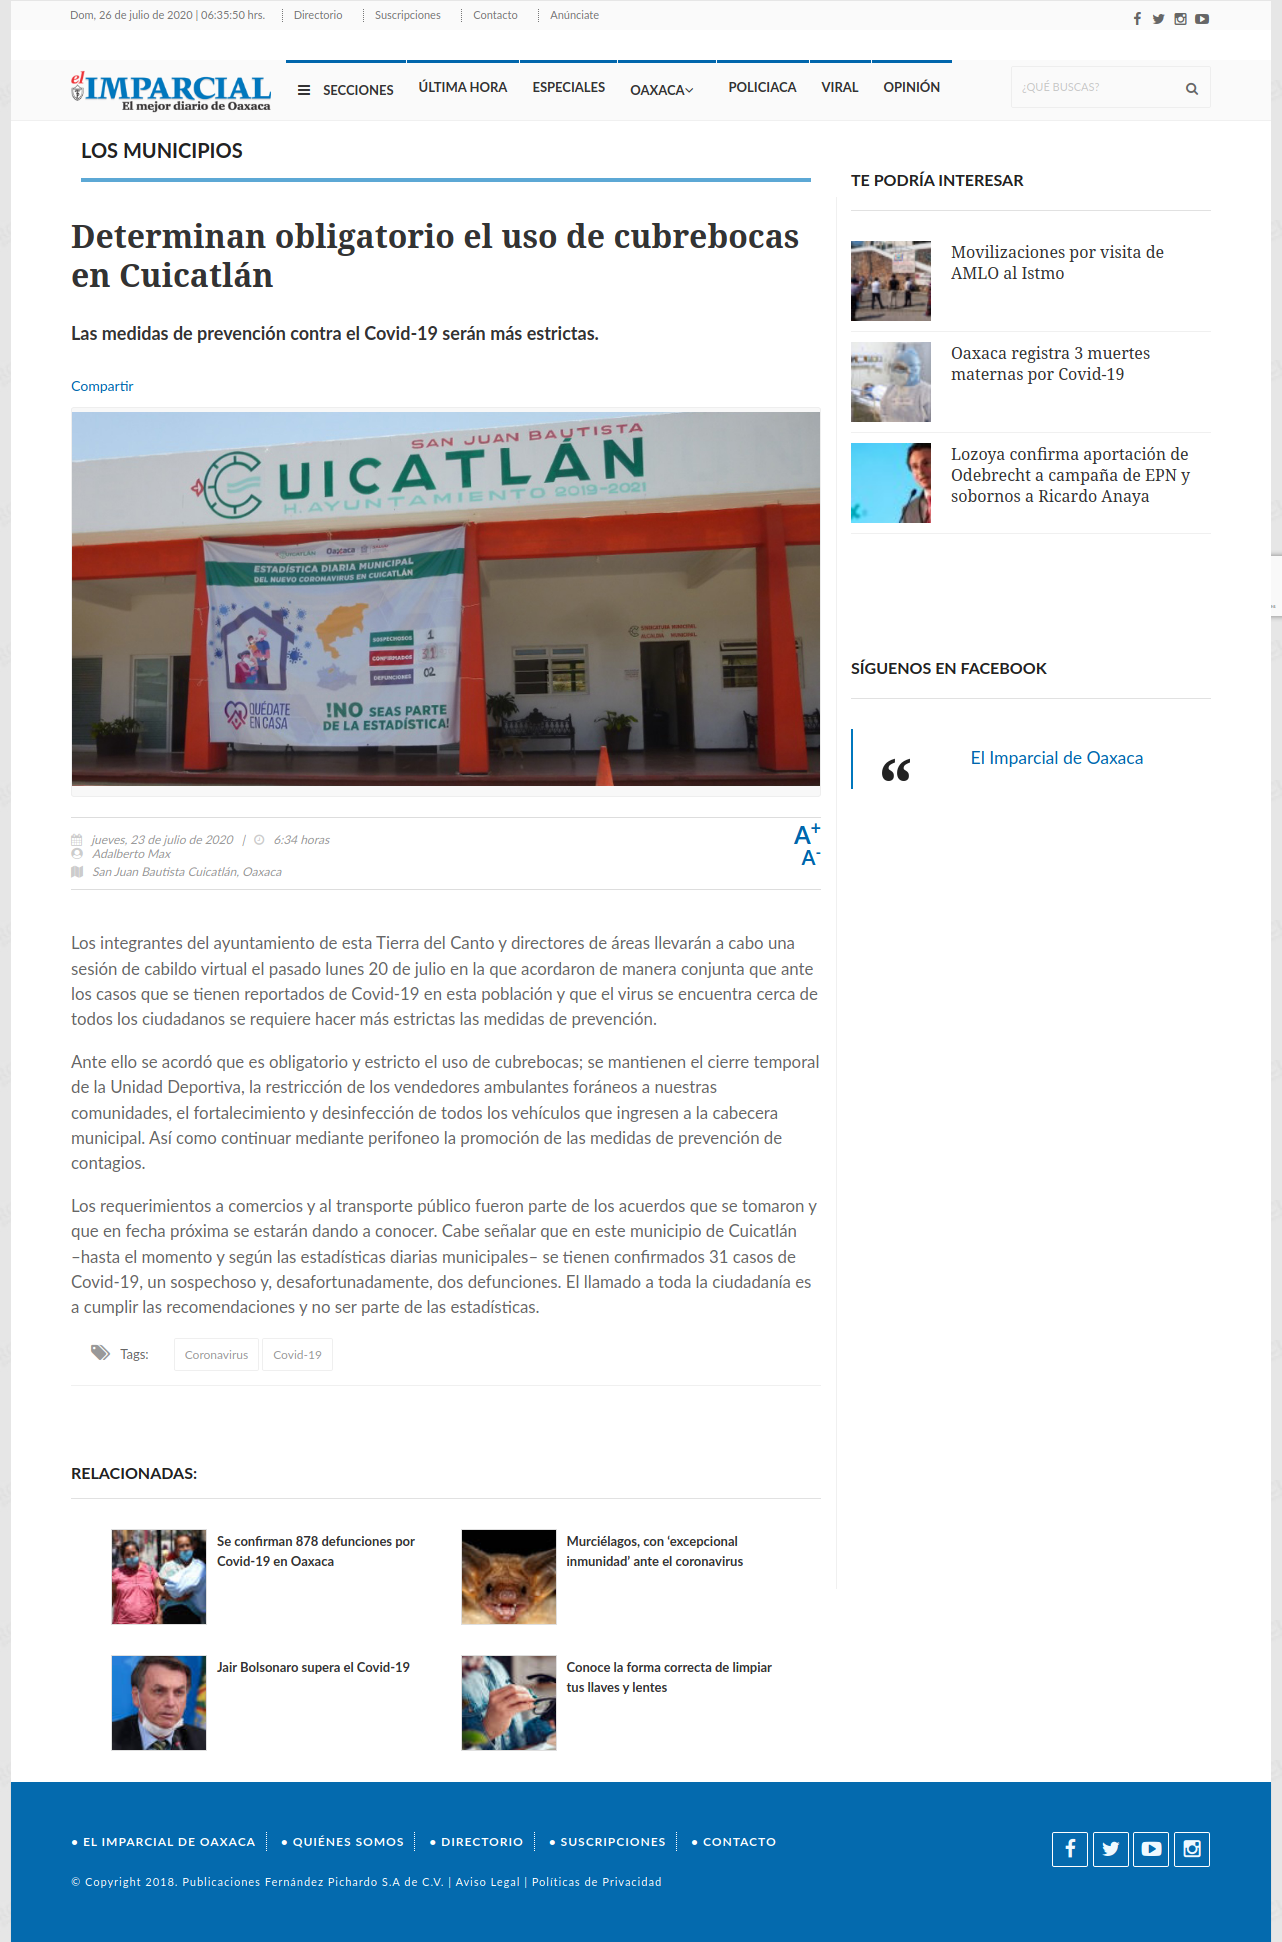 Dom, 26 de julio de 2020 | 06:35:50 hrs.
Directorio
Suscripciones
Contacto
Anúnciate
el IMPARCIAL
El mejor diario de Oaxaca
SECCIONES
ÚLTIMA HORA
ESPECIALES
OAXACA
POLICIACA
VIRAL
OPINIÓN
¿QUÉ BUSCAS?
LOS MUNICIPIOS
Determinan obligatorio el uso de cubrebocas
en Cuicatlán
Las medidas de prevención contra el Covid-19 serán más estrictas.
Compartir
SAN JUAN BAUTISTA
CUICATLÁN
H. AYUNTAMIENTO 2019-2021
CUICATLÁN Oaxaca
ESTADÍSTICA DIARIA MUNICIPAL
DEL NUEVO CORONAVIRUS EN CUICATLÁN
SOSPECHOSOS 1
CONFIRMADOS 31
DEFUNCIONES 02
QUÉDATE
EN CASA
!NO SEAS PARTE
DE LA ESTADÍSTICA!
SINDICATURA MUNICIPAL
ALCALDÍA MUNICIPAL
jueves, 23 de julio de 2020 | 6:34 horas
Adalberto Max
San Juan Bautista Cuicatlán, Oaxaca
A+
A-
Los integrantes del ayuntamiento de esta Tierra del Canto y directores de áreas llevarán a cabo una
sesión de cabildo virtual el pasado lunes 20 de julio en la que acordaron de manera conjunta que ante
los casos que se tienen reportados de Covid-19 en esta población y que el virus se encuentra cerca de
todos los ciudadanos se requiere hacer más estrictas las medidas de prevención.
Ante ello se acordó que es obligatorio y estricto el uso de cubrebocas; se mantienen el cierre temporal
de la Unidad Deportiva, la restricción de los vendedores ambulantes foráneos a nuestras
comunidades, el fortalecimiento y desinfección de todos los vehículos que ingresen a la cabecera
municipal. Así como continuar mediante perifoneo la promoción de las medidas de prevención de
contagios.
Los requerimientos a comercios y al transporte público fueron parte de los acuerdos que se tomaron y
que en fecha próxima se estarán dando a conocer. Cabe señalar que en este municipio de Cuicatlán
–hasta el momento y según las estadísticas diarias municipales– se tienen confirmados 31 casos de
Covid-19, un sospechoso y, desafortunadamente, dos defunciones. El llamado a toda la ciudadanía es
a cumplir las recomendaciones y no ser parte de las estadísticas.
Tags:
Coronavirus
Covid-19
RELACIONADAS:
Se confirman 878 defunciones por
Covid-19 en Oaxaca
Murciélagos, con ‘excepcional
inmunidad’ ante el coronavirus
Jair Bolsonaro supera el Covid-19
Conoce la forma correcta de limpiar
tus llaves y lentes
TE PODRÍA INTERESAR
Movilizaciones por visita de
AMLO al Istmo
Oaxaca registra 3 muertes
maternas por Covid-19
Lozoya confirma aportación de
Odebrecht a campaña de EPN y
sobornos a Ricardo Anaya
SÍGUENOS EN FACEBOOK
“
El Imparcial de Oaxaca
● EL IMPARCIAL DE OAXACA
● QUIÉNES SOMOS
● DIRECTORIO
● SUSCRIPCIONES
● CONTACTO
© Copyright 2018. Publicaciones Fernández Pichardo S.A de C.V. | Aviso Legal | Políticas de Privacidad